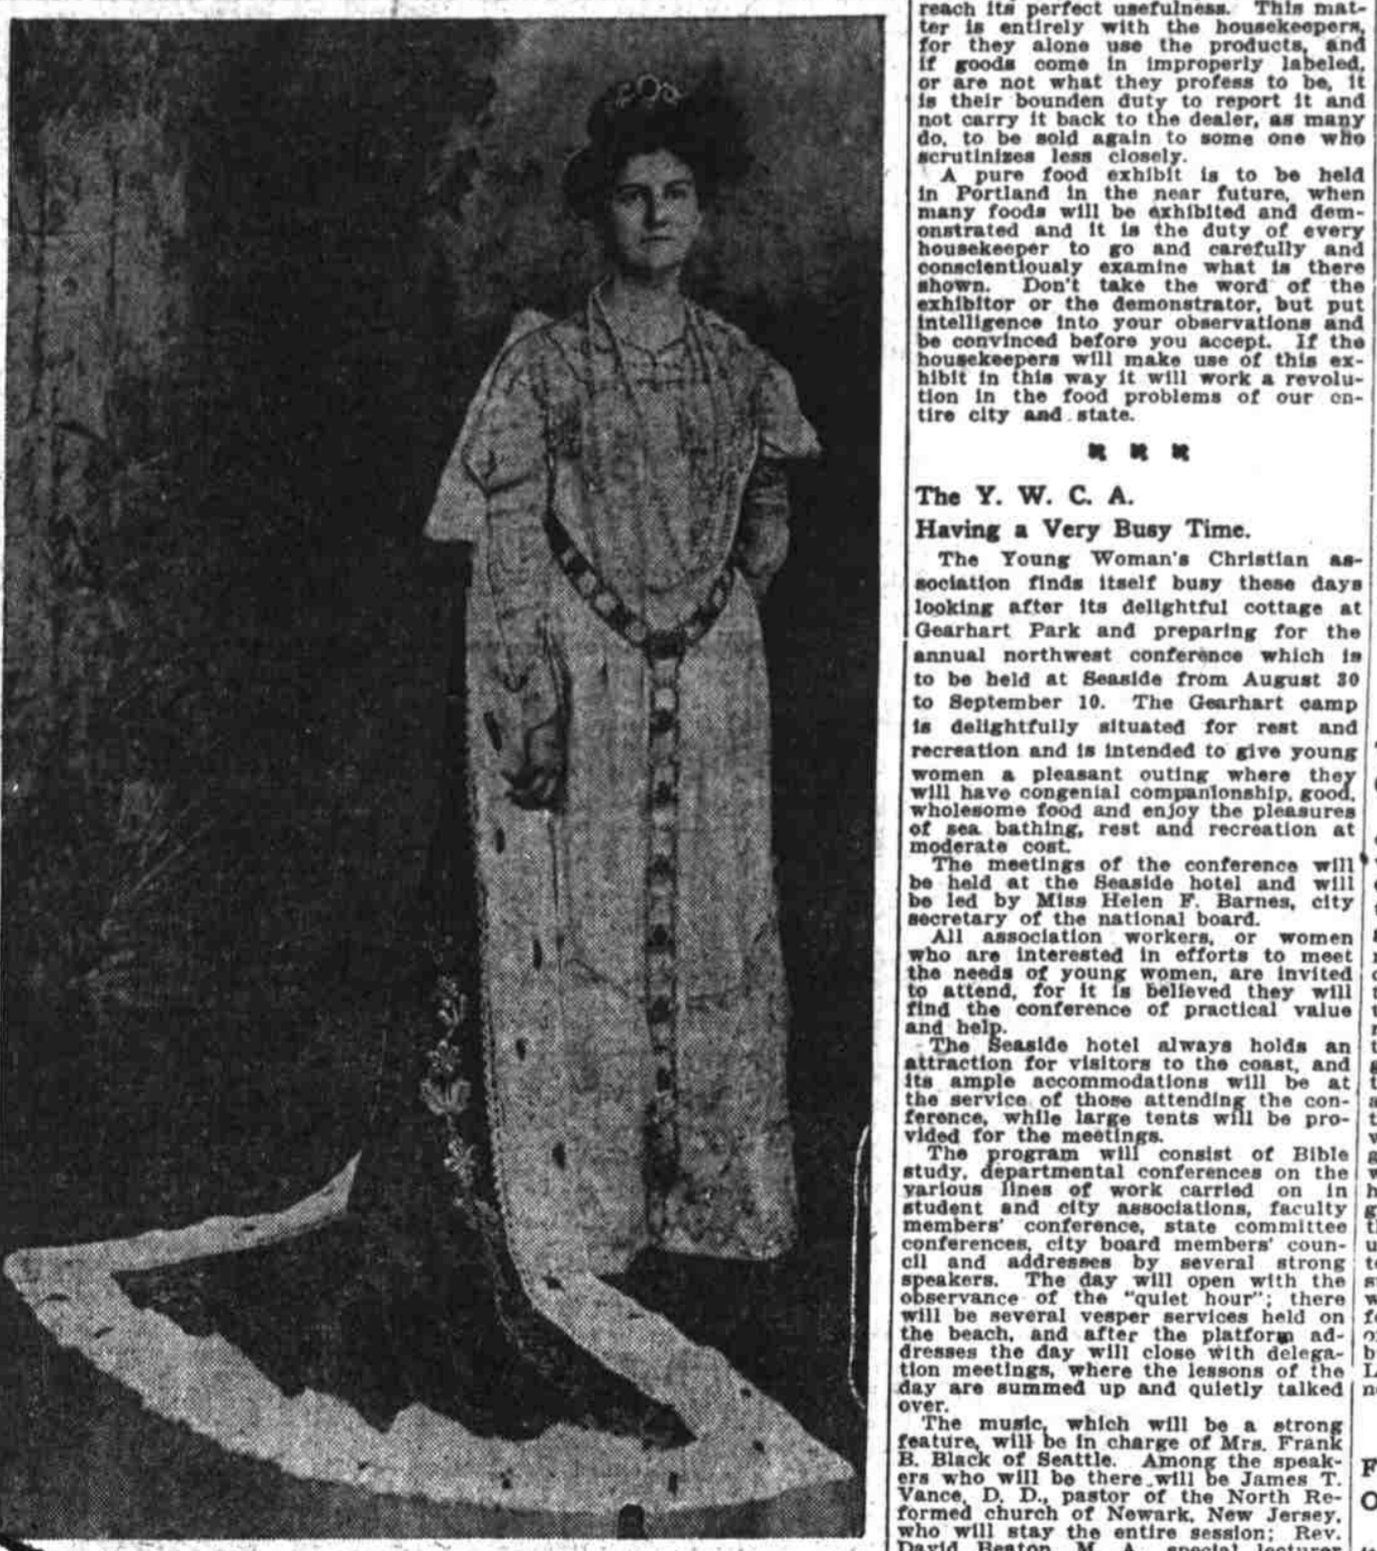 reach its perfect usefulness. This mat-
ter is entirely with the housekeepers,
for they alone use the products, and
if goods come in improperly labeled,
or are not what they profess to be, it
is their bounden duty to report it and
not carry it back to the dealer, as many
do, to be sold again to some one who
scrutinizes less closely.
A pure food exhibit is to be held
in Portland in the near future, when
many foods will be exhibited and dem-
onstrated and it is the duty of every
housekeeper to go and carefully and
conscientiously examine what is there
shown. Don't take the word of the
exhibitor or the demonstrator, but put
intelligence into your observations and
be convinced before you accept. If the
housekeepers will make use of this ex-
hibit in this way it will work a revolu-
tion in the food problems of our en-
tire city and state.
The Y. W. C. A.
Having a Very Busy Time.
The Young Woman's Christian as-
sociation finds itself busy these days
looking after its delightful cottage at
Gearhart Park and preparing for the
annual northwest conference which is
to be held at Seaside from August 30
to September 10. The Gearhart camp
is delightfully situated for rest and
recreation and is intended to give young
women a pleasant outing where they
will have congenial companionship, good,
wholesome food and enjoy the pleasures
of sea bathing, rest and recreation at
moderate cost.
The meetings of the conference will
be held at the Seaside hotel and will
be led by Miss Helen F. Barnes, city
secretary of the national board.
All association workers, or women
who are interested in efforts to meet
the needs of young women, are invited
to attend, for it is believed they will
find the conference of practical value
and help.
The Seaside hotel always holds an
attraction for visitors to the coast, and
its ample accommodations will be at
the service of those attending the con-
ference, while large tents will be pro-
vided for the meetings.
The program will consist of Bible
study, departmental conferences on the
various lines of work carried on in
student and city associations, faculty
members' conference, state committee
conferences, city board members' coun-
cil and addresses by several strong
speakers. The day will open with the
observance of the "quiet hour"; there
will be several vesper services held on
the beach, and after the platform ad-
dresses the day will close with delega-
tion meetings, where the lessons of the
day are summed up and quietly talked
over.
The music, which will be a strong
feature, will be in charge of Mrs. Frank
B. Black of Seattle. Among the speak-
ers who will be there will be James T.
Vance, D. D., pastor of the North Re-
formed church of Newark, New Jersey,
who will stay the entire session; Rev.
David Beaton, M. A., special lecturer